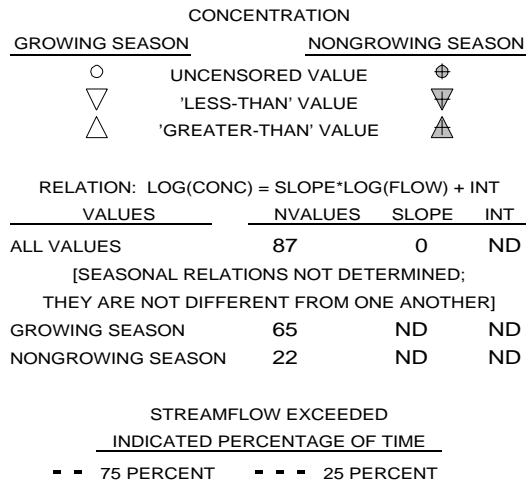 CONCENTRATION
GROWING SEASON NONGROWING SEASON
UNCENSORED VALUE
'LESS-THAN' VALUE
'GREATER-THAN' VALUE
RELATION: LOG(CONC) = SLOPE*LOG(FLOW) + INT
VALUES NVALUES SLOPE INT
ALL VALUES 87 0 ND
[SEASONAL RELATIONS NOT DETERMINED;
THEY ARE NOT DIFFERENT FROM ONE ANOTHER]
GROWING SEASON 65 ND ND
NONGROWING SEASON 22 ND ND
STREAMFLOW EXCEEDED
INDICATED PERCENTAGE OF TIME
75 PERCENT 25 PERCENT